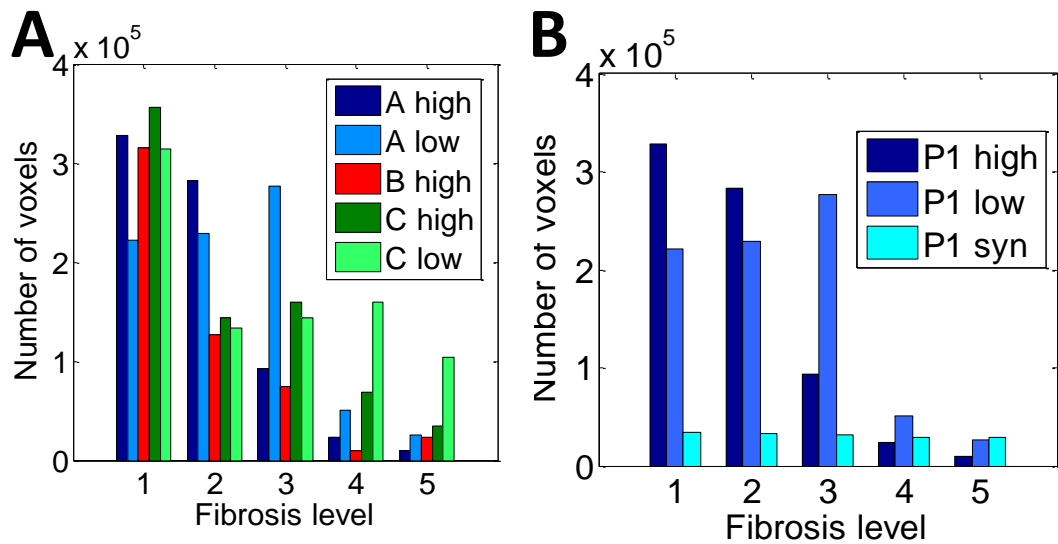 A
4 x 10^5
3
2
1
0
Number of voxels
A high
A low
B high
C high
C low
1 2 3 4 5
Fibrosis level
B
4 x 10^5
3
2
1
0
Number of voxels
P1 high
P1 low
P1 syn
1 2 3 4 5
Fibrosis level